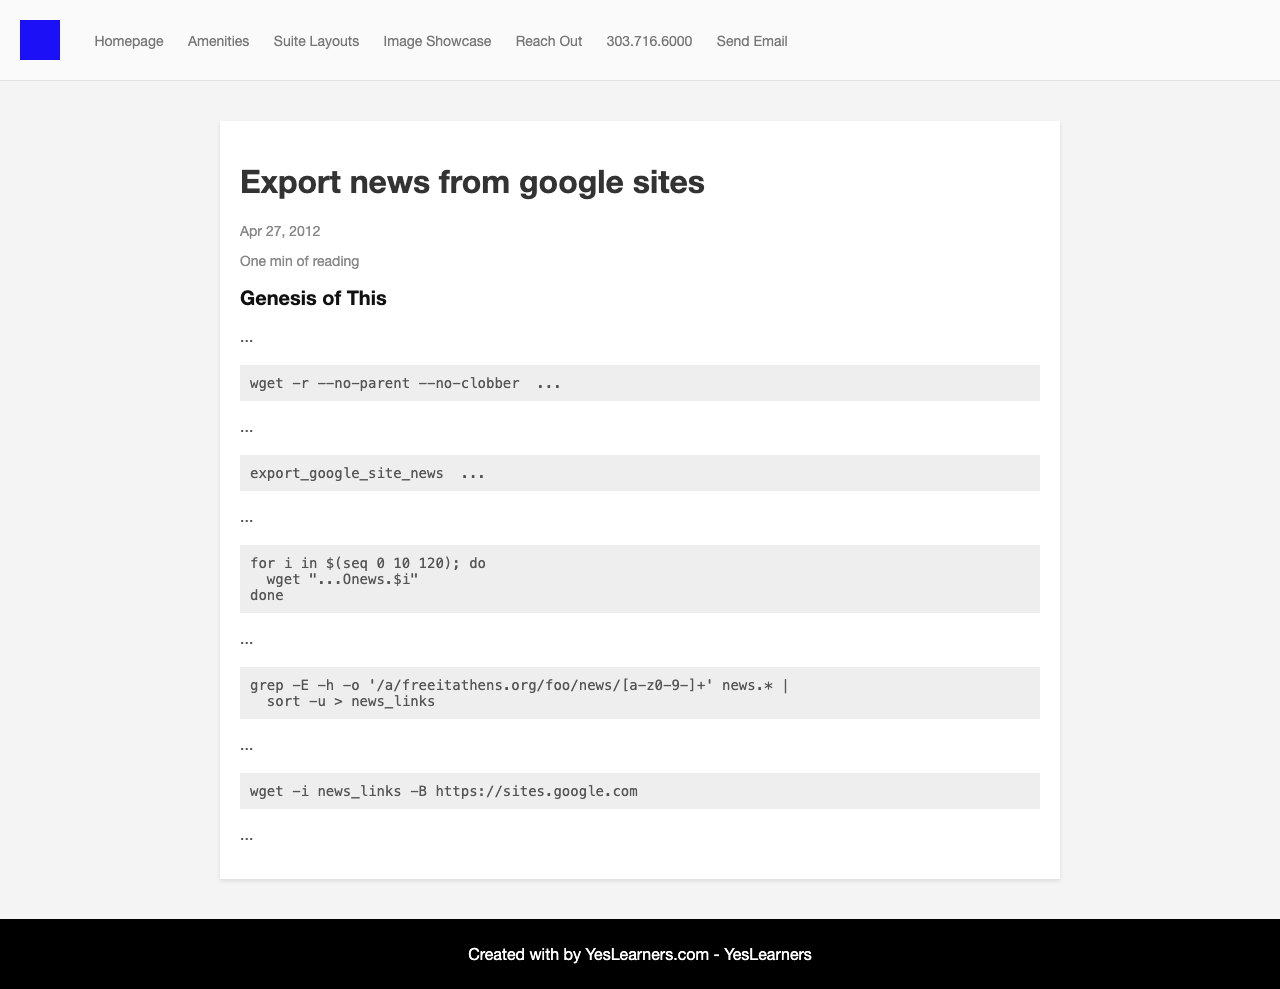 Homepage Amenities Suite Layouts Image Showcase Reach Out 303.716.6000 Send Email
Export news from google sites
Apr 27, 2012
One min of reading
Genesis of This
...
wget -r --no-parent --no-clobber  ...
...
export_google_site_news  ...
...
for i in $(seq 0 10 120); do
  wget "...Onews.$i"
done
...
grep -E -h -o '/a/freeitathens.org/foo/news/[a-z0-9-]+' news.* |
  sort -u > news_links
...
wget -i news_links -B https://sites.google.com
...
Created with by YesLearners.com - YesLearners